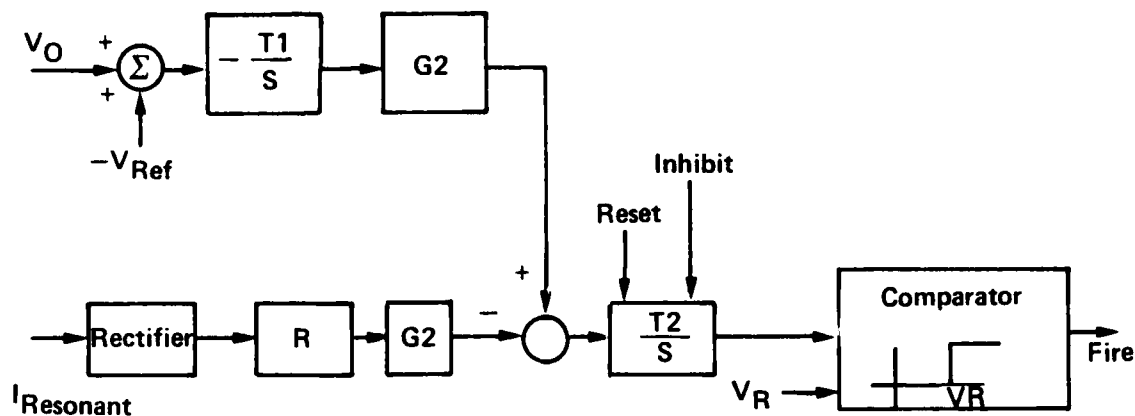 V_O
+
Σ
+
−V_Ref
− T1
S
G2
+
Inhibit
Reset
I_Resonant
Rectifier
R
G2
−
T2
S
V_R
Comparator
VR
Fire